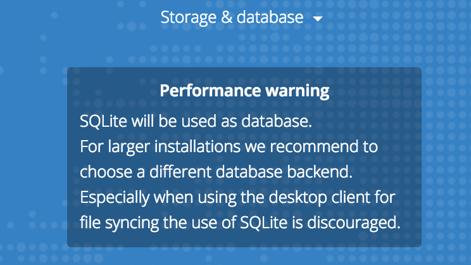 Storage & database
Performance warning
SQLite will be used as database.
For larger installations we recommend to
choose a different database backend.
Especially when using the desktop client for
file syncing the use of SQLite is discouraged.